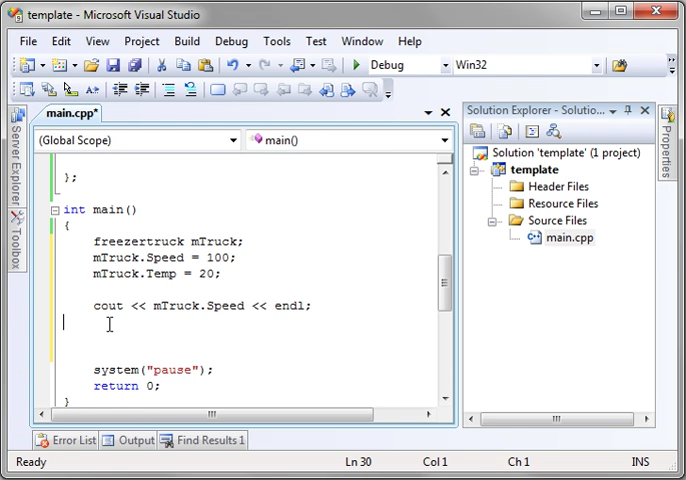 template - Microsoft Visual Studio
File Edit View Project Build Debug Tools Test Window Help
Debug Win32
main.cpp*
(Global Scope) main()
};
int main()
{
freezertruck mTruck;
mTruck.Speed = 100;
mTruck.Temp = 20;
cout << mTruck.Speed << endl;
system("pause");
return 0;
}
Server Explorer
Toolbox
Solution Explorer - Solutio...
Solution 'template' (1 project)
template
Header Files
Resource Files
Source Files
main.cpp
Properties
Error List Output Find Results 1
Ready Ln 30 Col 1 Ch 1 INS